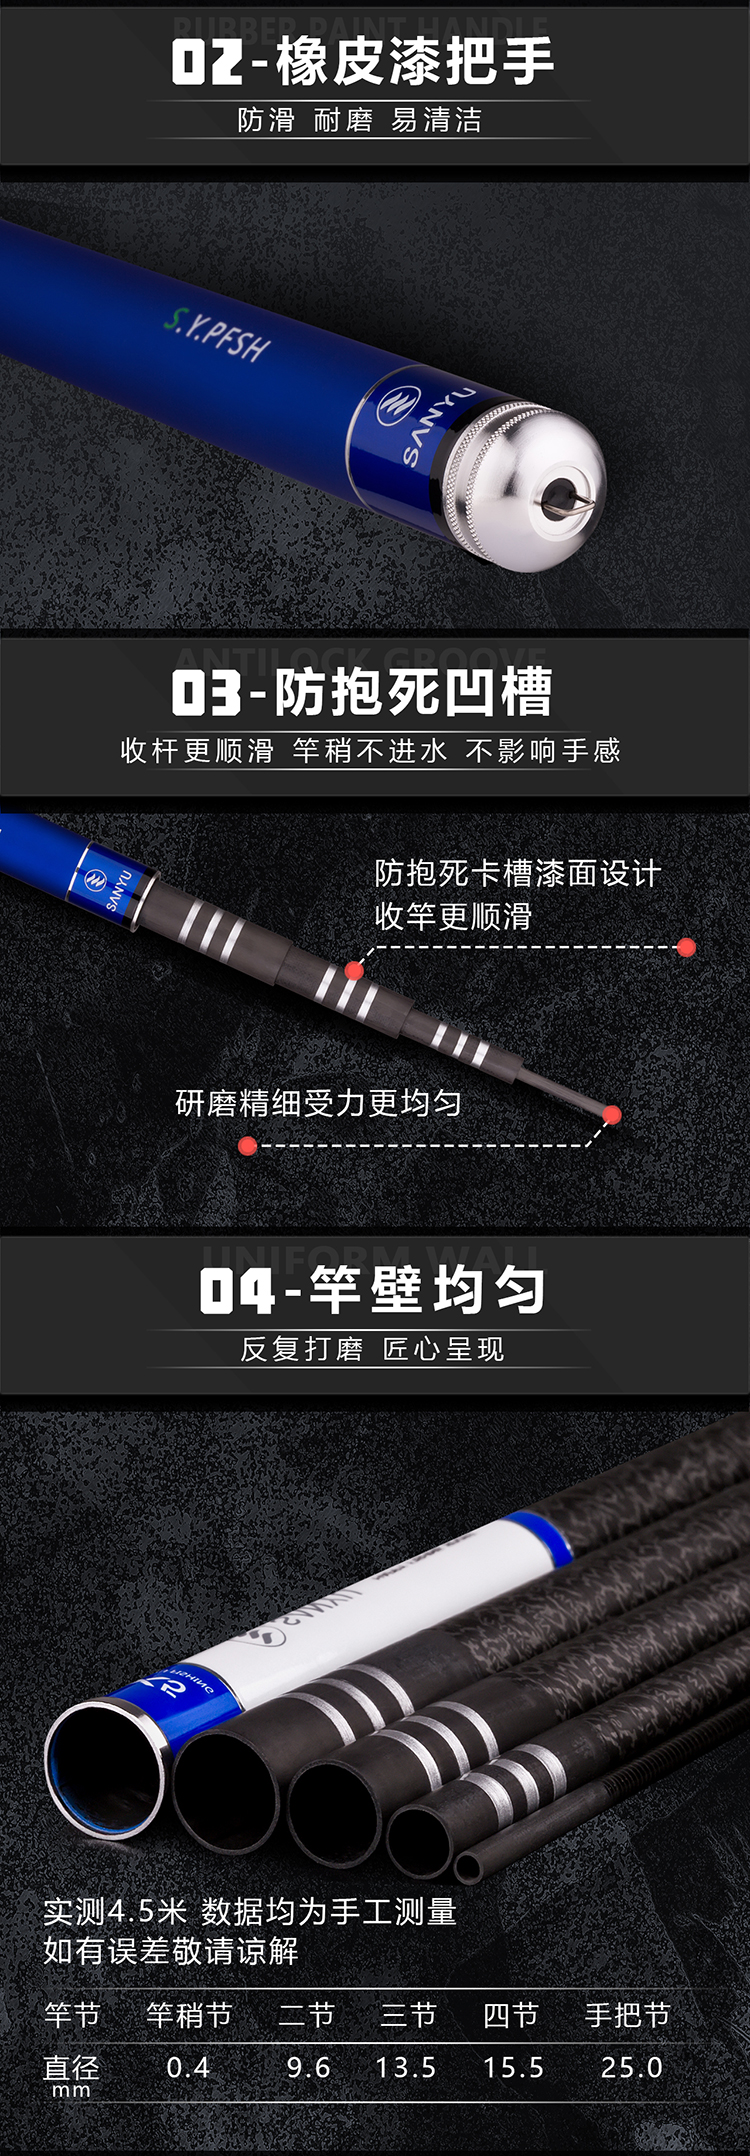 RUBBER PAINT HANDLE
02-橡皮漆把手
防滑 耐磨 易清洁
S.Y.PFSH
SANYU
ANTILOCK GROOVE
03-防抱死凹槽
收杆更顺滑 竿稍不进水 不影响手感
SANYU
防抱死卡槽漆面设计
收竿更顺滑
研磨精细受力更均匀
UNIFORM WALL
04-竿壁均匀
反复打磨 匠心呈现
SANYU
实测4.5米 数据均为手工测量
如有误差敬请谅解
竿节 竿稍节 二节 三节 四节 手把节
直径 0.4 9.6 13.5 15.5 25.0
mm